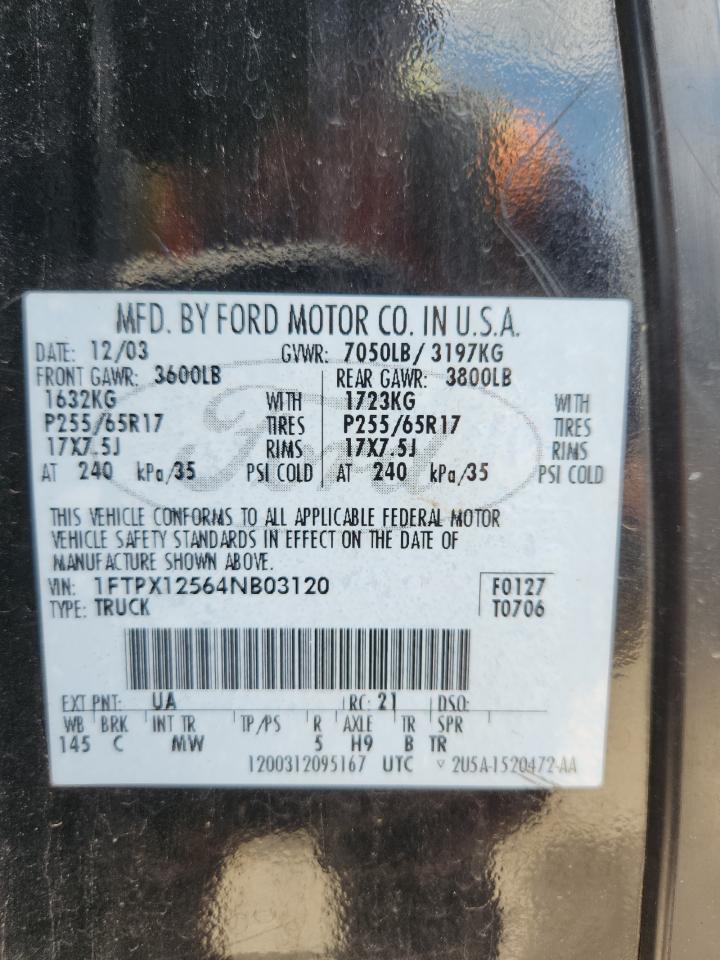 MFD. BY FORD MOTOR CO. IN U.S.A.
DATE: 12/03 GVWR: 7050LB/ 3197KG
FRONT GAWR: 3600LB REAR GAWR: 3800LB
1632KG WITH 1723KG WITH
P255/65R17 TIRES P255/65R17 TIRES
17X7.5J RIMS 17X7.5J RIMS
AT 240 kPa/35 PSI COLD AT 240 kPa/35 PSI COLD
Ford
THIS VEHICLE CONFORMS TO ALL APPLICABLE FEDERAL MOTOR
VEHICLE SAFETY STANDARDS IN EFFECT ON THE DATE OF
MANUFACTURE SHOWN ABOVE.
VIN: 1FTPX12564NB03120 F0127
TYPE: TRUCK T0706
EXT PNT: UA RC: 21 DSO:
WB BRK INT TR TP/PS R AXLE TR SPR
145 C MW 5 H9 B TR
1200312095167 UTC ▽ 2U5A-1520472-AA